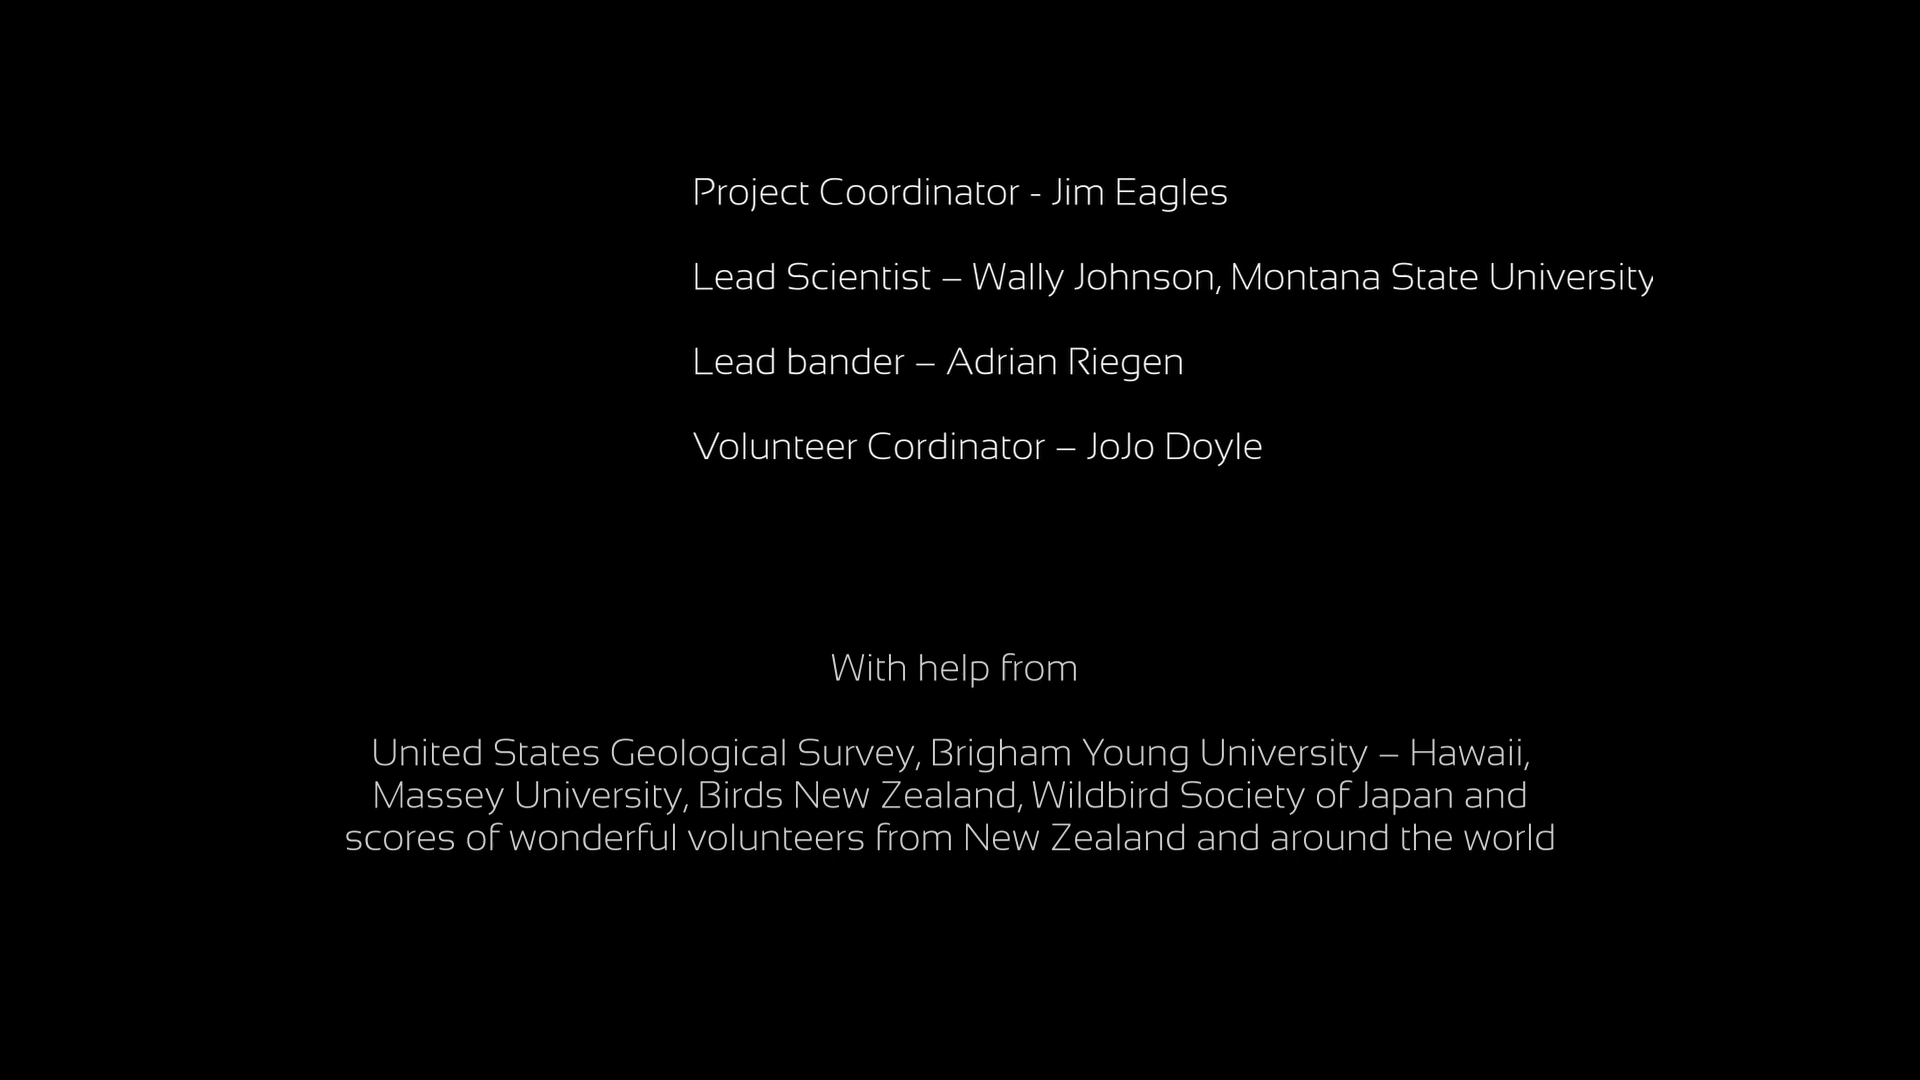 Project Coordinator - Jim Eagles
Lead Scientist – Wally Johnson, Montana State University
Lead bander – Adrian Riegen
Volunteer Cordinator – JoJo Doyle
With help from
United States Geological Survey, Brigham Young University – Hawaii,
Massey University, Birds New Zealand, Wildbird Society of Japan and
scores of wonderful volunteers from New Zealand and around the world